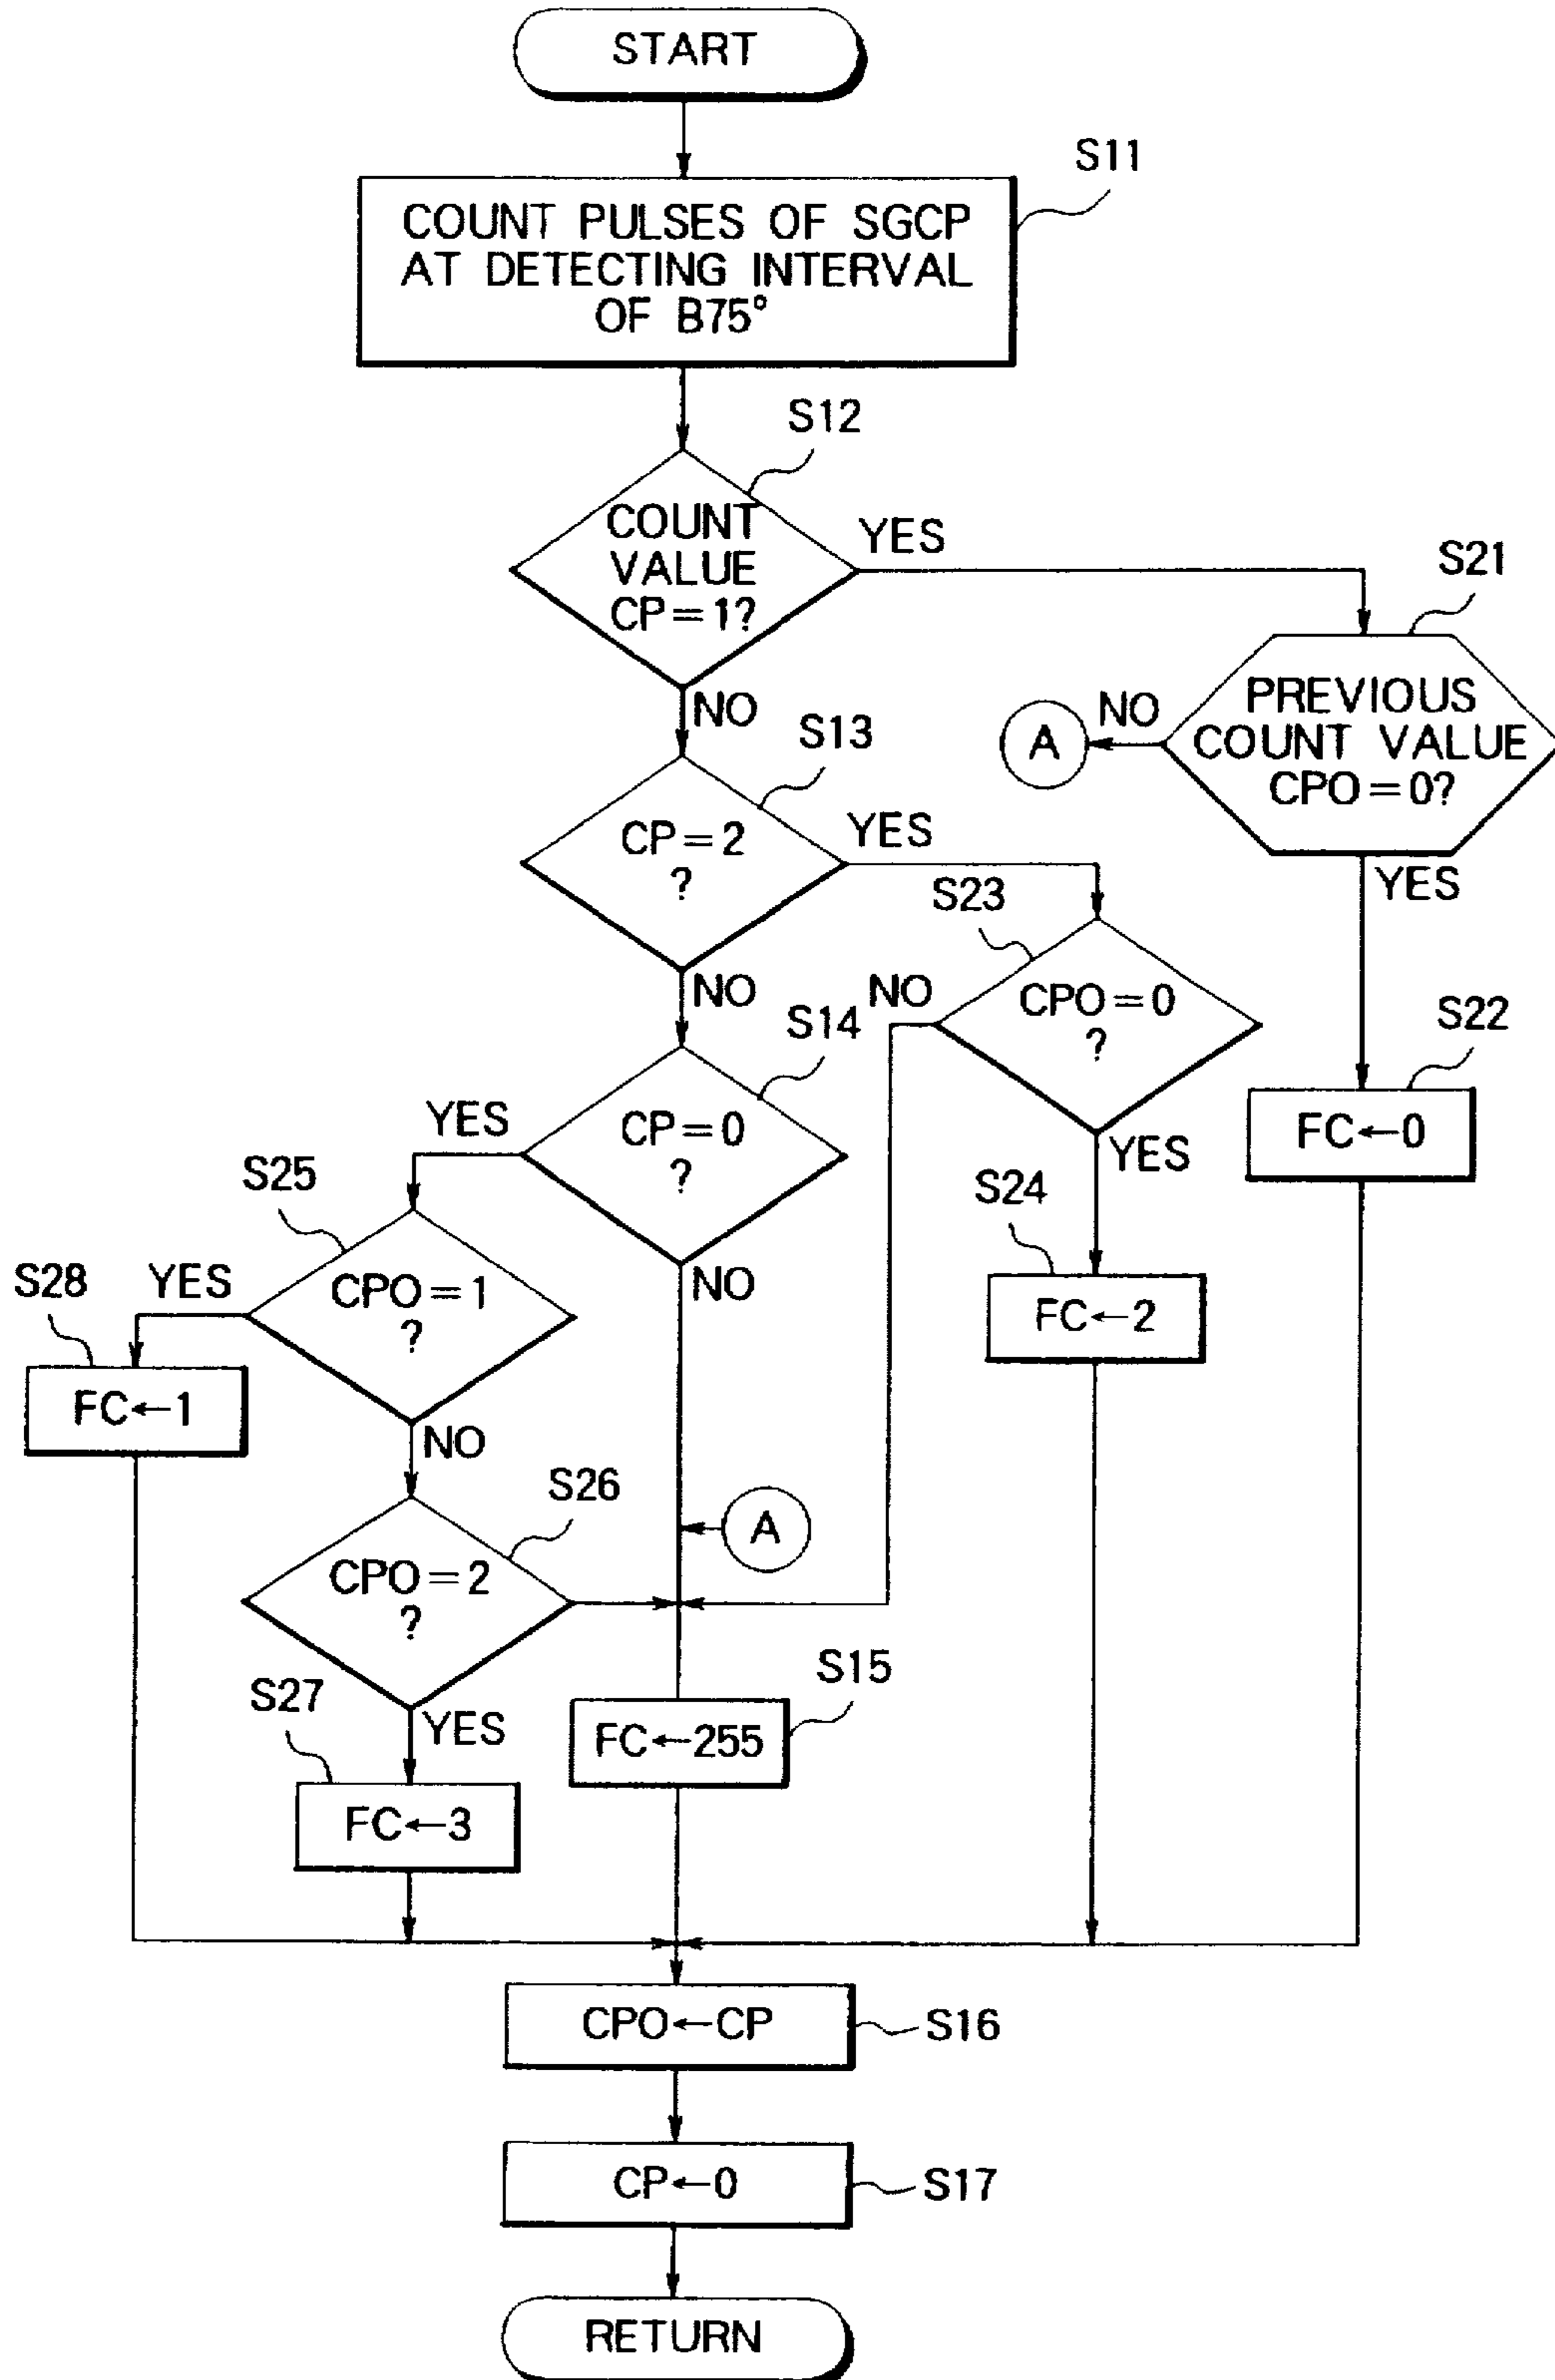 START
S11
COUNT PULSES OF SGCP
AT DETECTING INTERVAL
OF B75°
S12
COUNT
VALUE
CP=1?
YES
S21
NO
PREVIOUS
COUNT VALUE
CPO=0?
A
NO
S13
CP=2
?
YES
YES
S23
NO
NO
CPO=0
?
S14
S22
FC←0
YES
CP=0
?
YES
S25
S24
NO
FC←2
S28
YES
CPO=1
?
FC←1
NO
S26
A
CPO=2
?
S15
S27
YES
FC←255
FC←3
CPO←CP
S16
CP←0
S17
RETURN